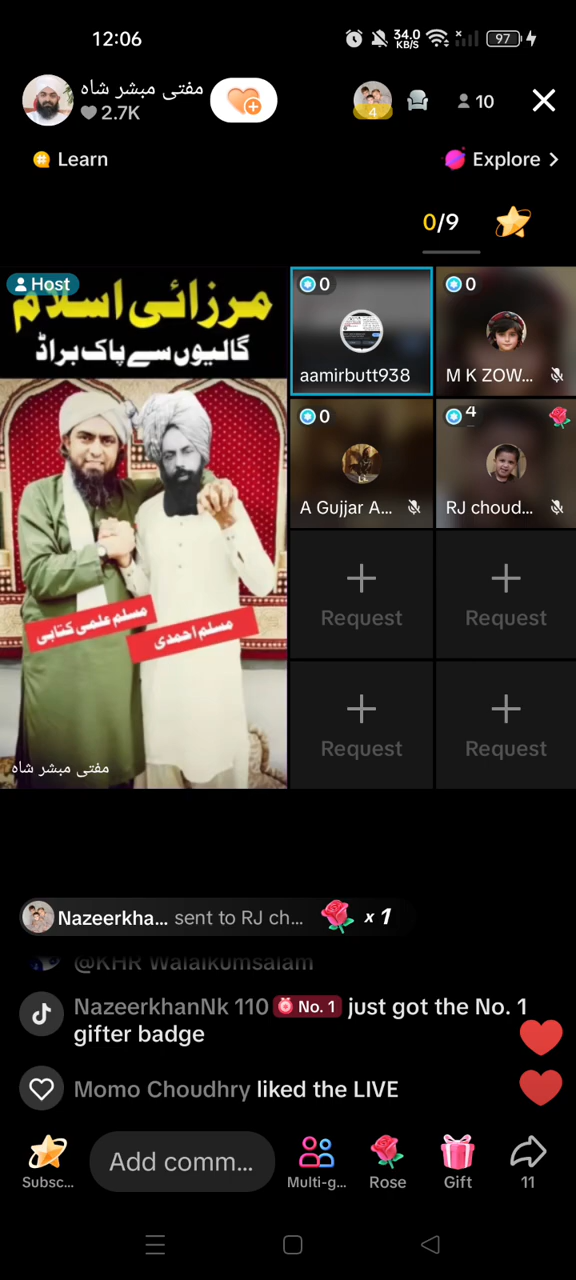 12:06
34.0
KB/S
97
مفتی مبشر شاہ
2.7K
4
10
Learn
Explore
0/9
Host
مرزائی اسلام
گالیوں سے پاک براڈ
مسلم علمی کتابی
مسلم احمدی
مفتی مبشر شاہ
0
aamirbutt938
0
M K ZOW...
0
A Gujjar A...
4
RJ choud...
Request
Request
Request
Request
Nazeerkha... sent to RJ ch... x 1
@KHR Walaikumsalam
NazeerkhanNk 110 No. 1 just got the No. 1
gifter badge
Momo Choudhry liked the LIVE
Subsc...
Add comm...
Multi-g...
Rose
Gift
11